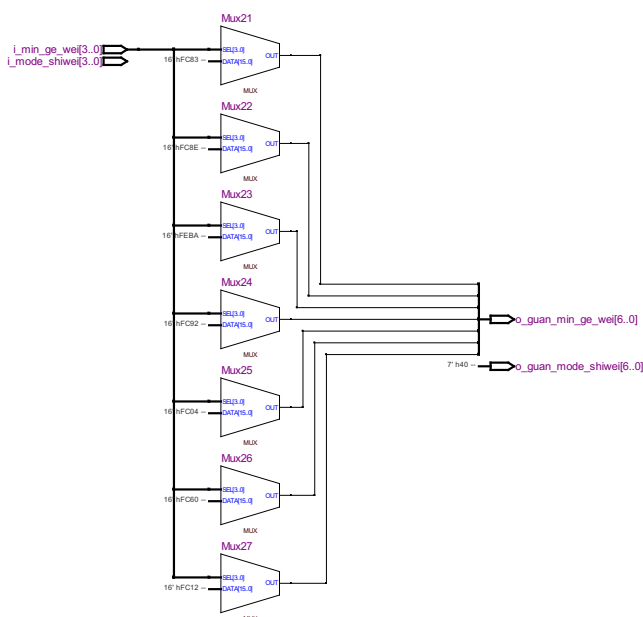 Mux21
i_min_ge_wei[3..0]
SEL[3..0]
OUT
i_mode_shiwei[3..0]
16' hFC83 --
DATA[15..0]
MUX
Mux22
SEL[3..0]
OUT
16' hFC8E --
DATA[15..0]
MUX
Mux23
SEL[3..0]
OUT
16' hFEBA --
DATA[15..0]
MUX
Mux24
SEL[3..0]
OUT
16' hFC92 --
DATA[15..0]
o_guan_min_ge_wei[6..0]
MUX
7' h40 --
o_guan_mode_shiwei[6..0]
Mux25
SEL[3..0]
OUT
16' hFC04 --
DATA[15..0]
MUX
Mux26
SEL[3..0]
OUT
16' hFC60 --
DATA[15..0]
MUX
Mux27
SEL[3..0]
OUT
16' hFC12 --
DATA[15..0]
MUX